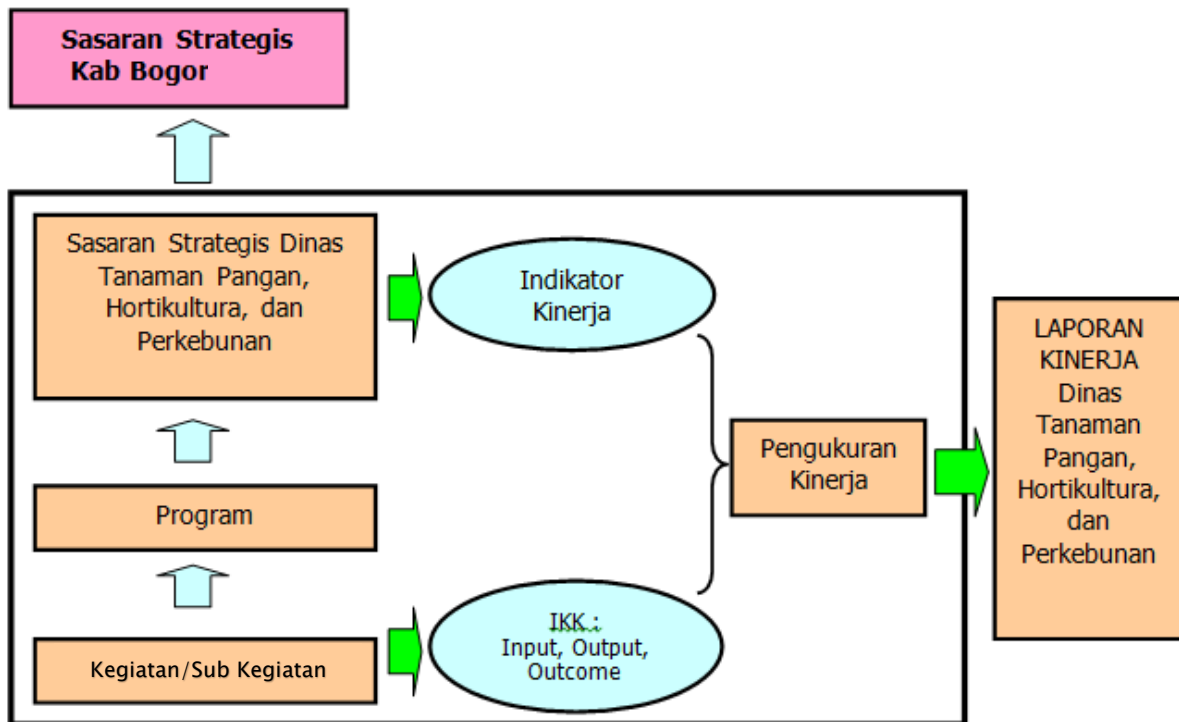 Sasaran Strategis
Kab Bogor
Sasaran Strategis Dinas
Tanaman Pangan,
Hortikultura, dan
Perkebunan
Indikator
Kinerja
Program
Pengukuran
Kinerja
Kegiatan/Sub Kegiatan
IKK :
Input, Output,
Outcome
LAPORAN
KINERJA
Dinas
Tanaman
Pangan,
Hortikultura,
dan
Perkebunan